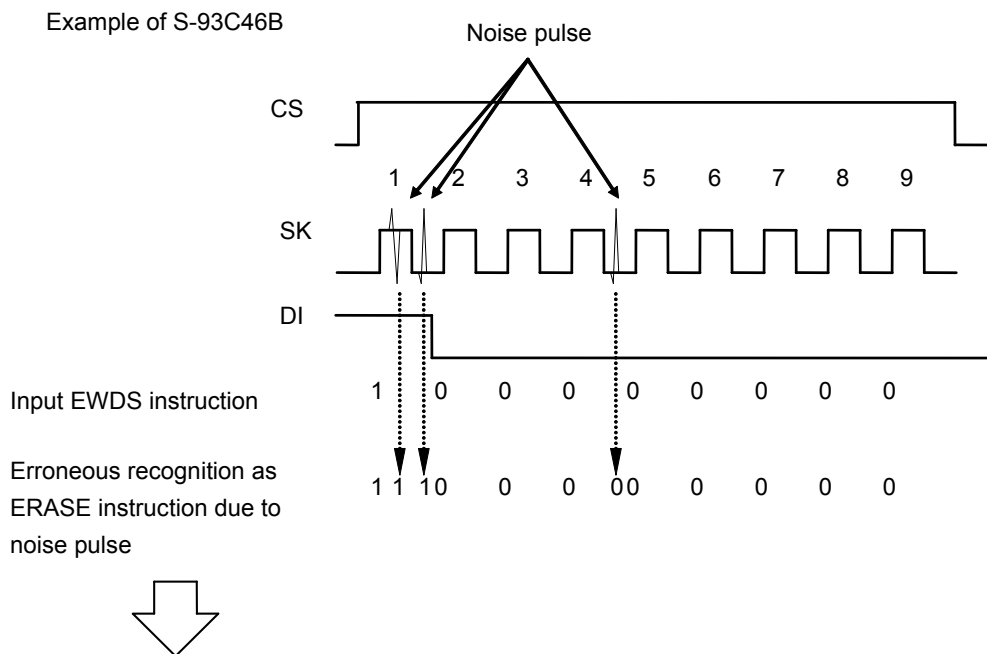 Example of S-93C46B
Noise pulse
CS
1 2 3 4 5 6 7 8 9
SK
DI
Input EWDS instruction
1 0 0 0 0 0 0 0 0
Erroneous recognition as
ERASE instruction due to
noise pulse
1 1 1 0 0 0 0 0 0 0 0 0